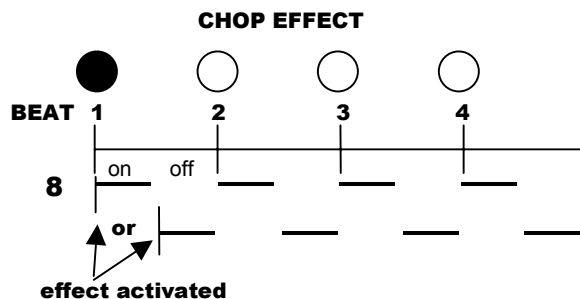 CHOP EFFECT
BEAT 1 2 3 4
on off
8
or
effect activated